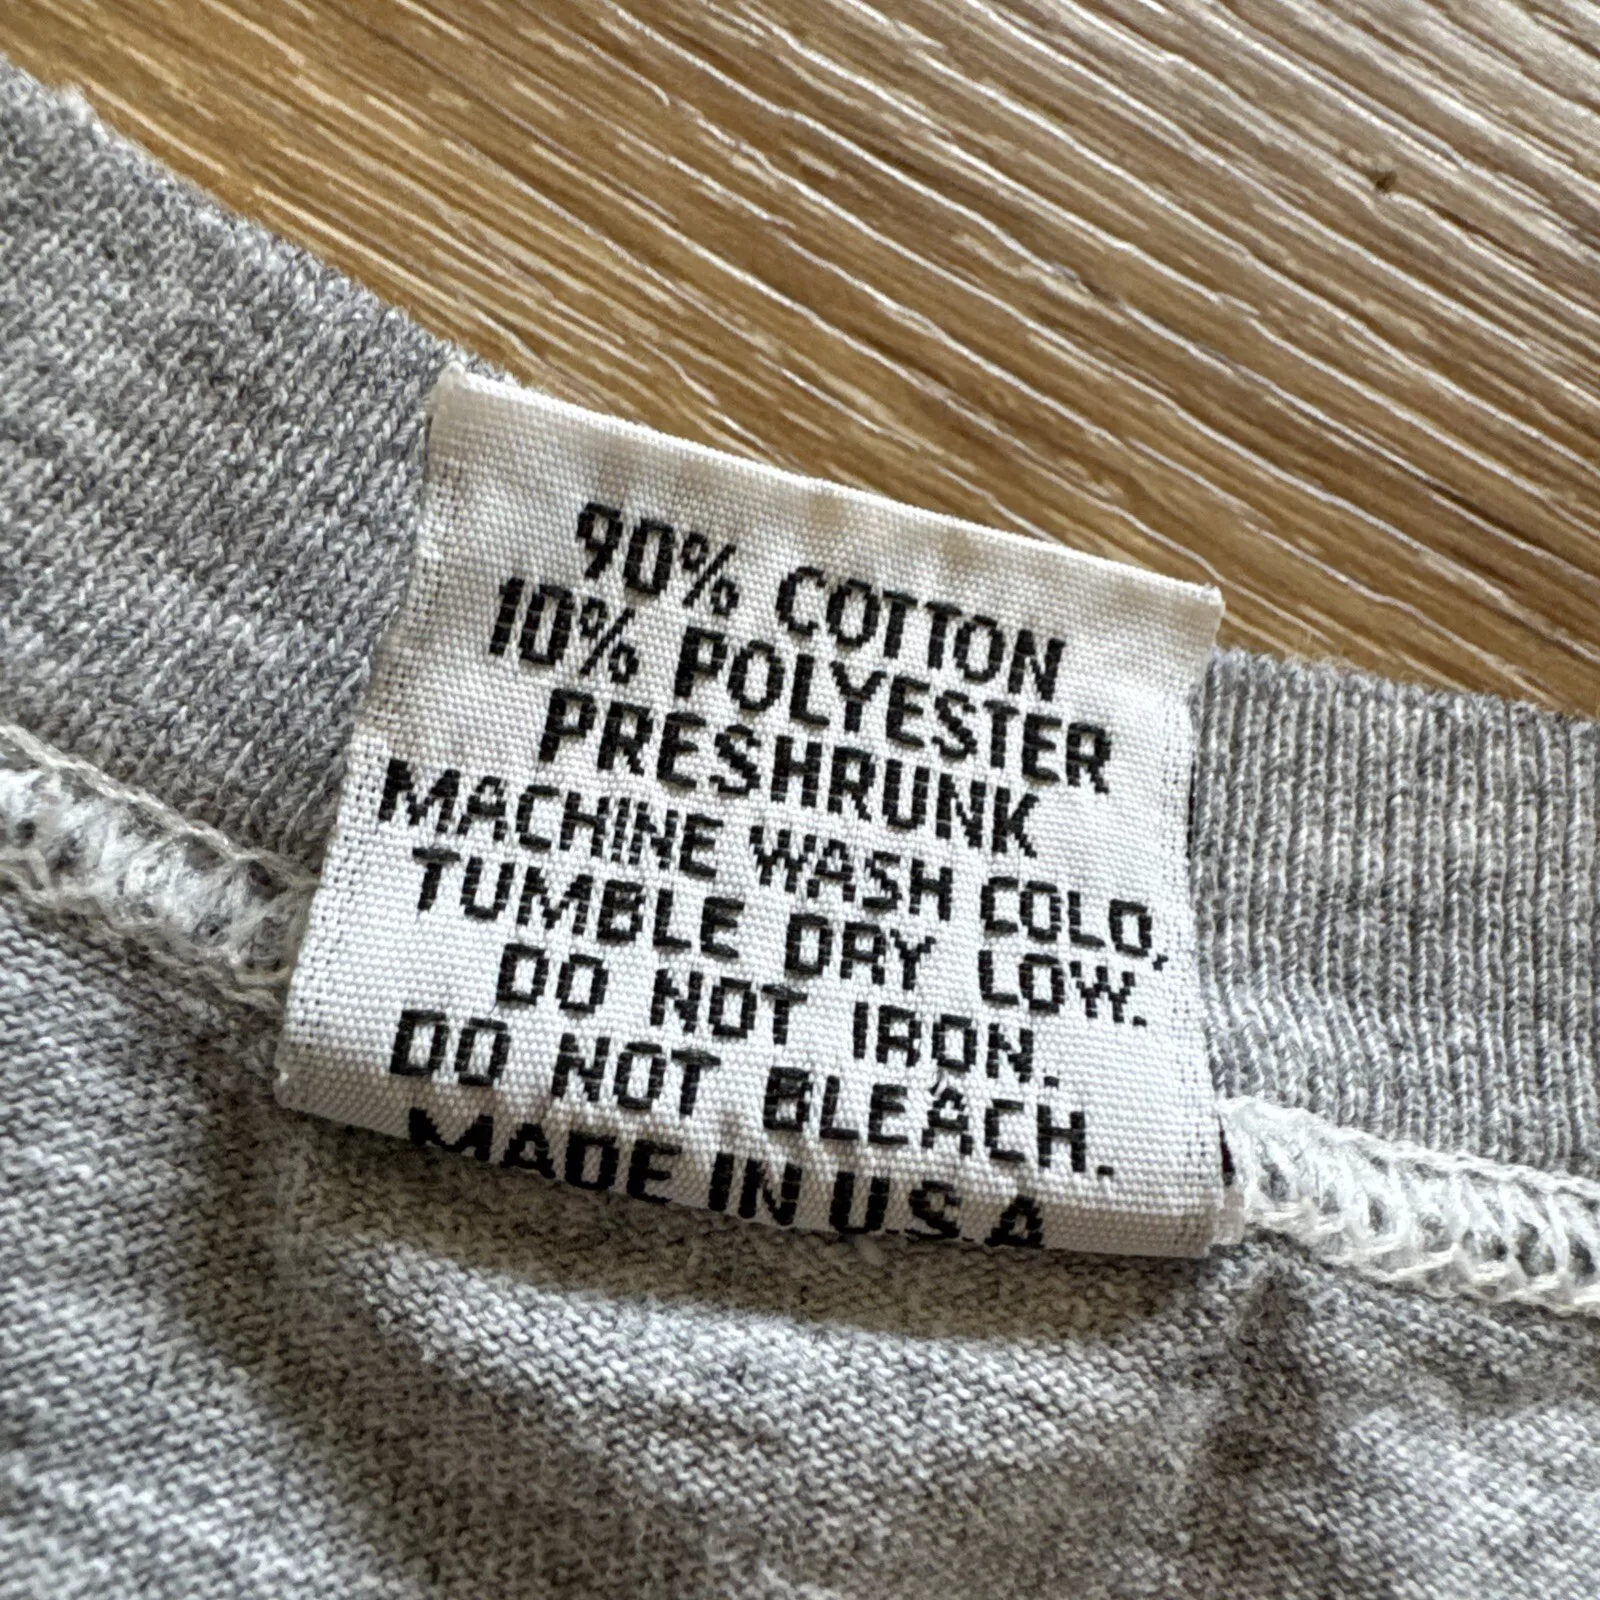 90% COTTON
10% POLYESTER
PRESHRUNK
MACHINE WASH COLD,
TUMBLE DRY LOW.
DO NOT IRON.
DO NOT BLEACH.
MADE IN U.S.A